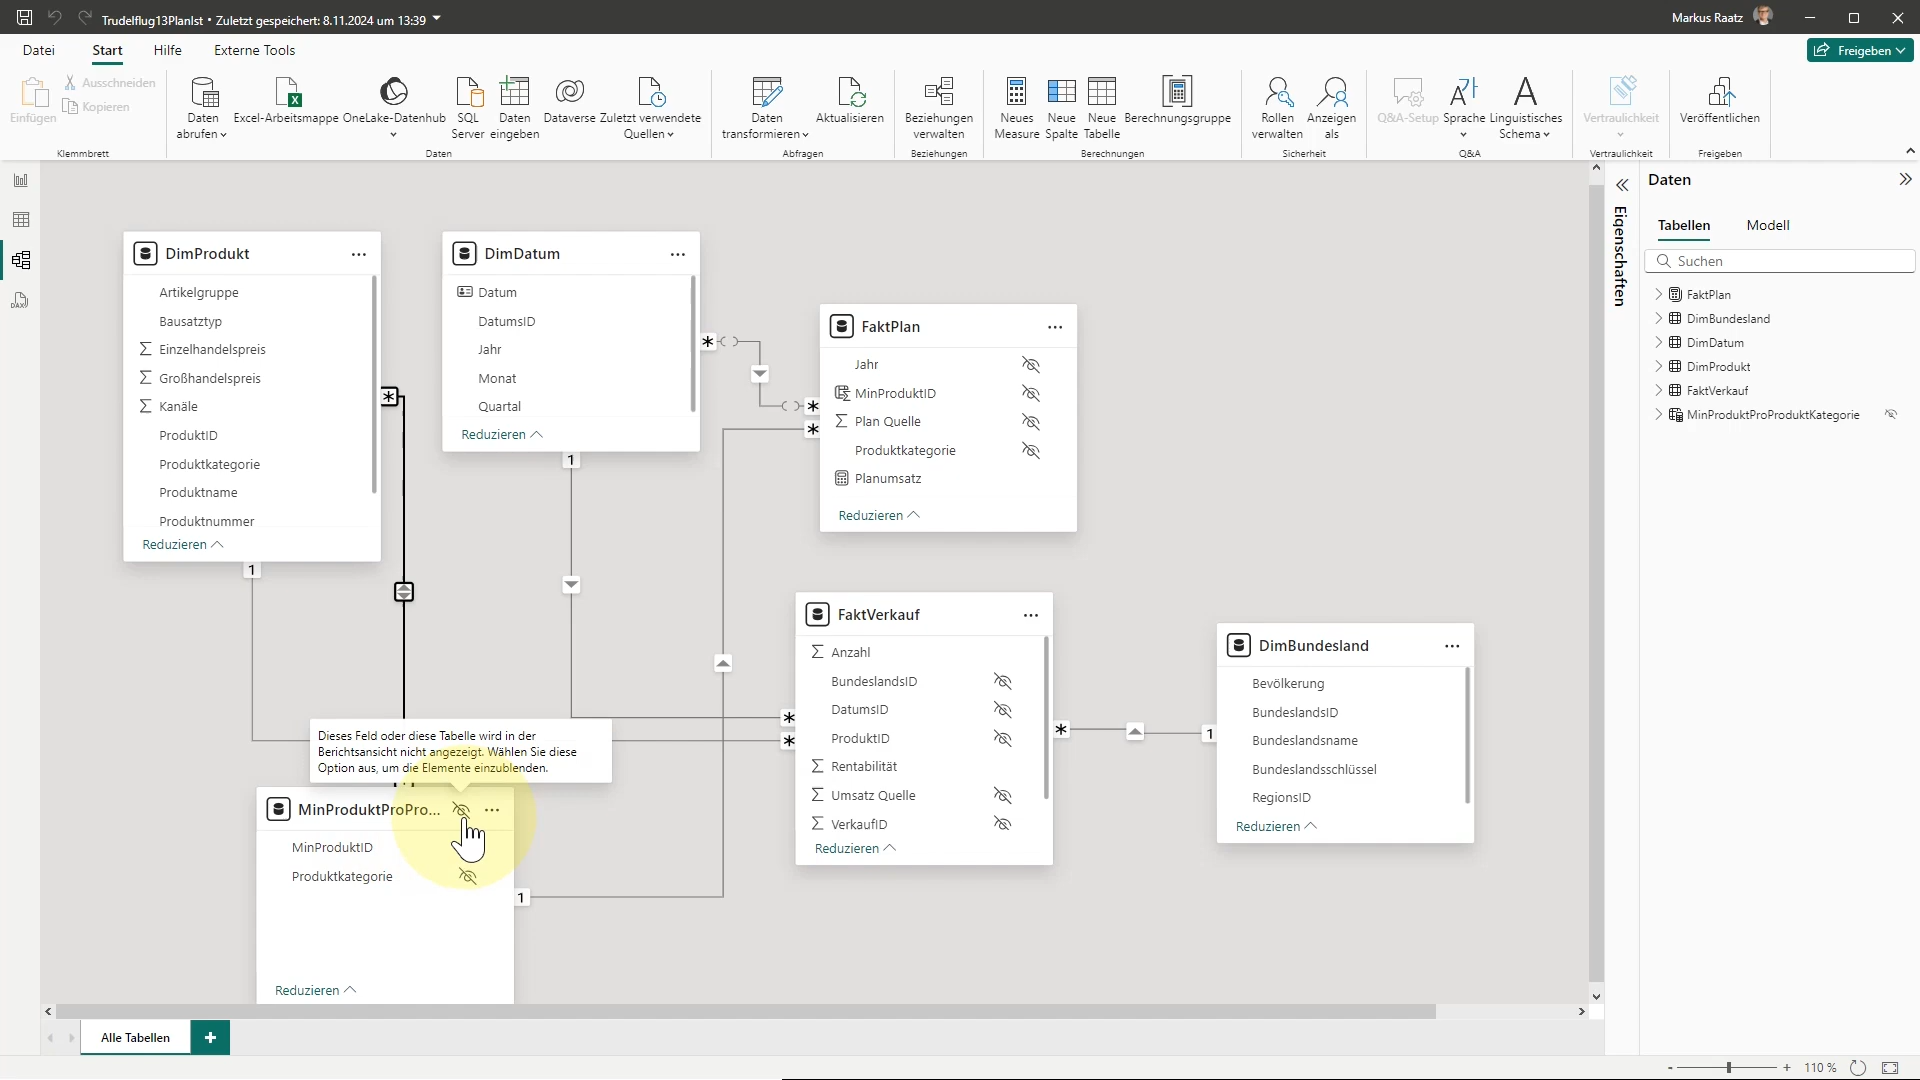 Trudelflug13PlanIst • Zuletzt gespeichert: 8.11.2024 um 13:39
Markus Raatz
Datei
Start
Hilfe
Externe Tools
Freigeben
Einfügen
Ausschneiden
Kopieren
Klemmbrett
Daten
abrufen
Excel-Arbeitsmappe
OneLake-Datenhub
SQL
Server
Daten
eingeben
Dataverse
Zuletzt verwendete
Quellen
Daten
Daten
transformieren
Aktualisieren
Abfragen
Beziehungen
verwalten
Beziehungen
Neues
Measure
Neue
Spalte
Neue
Tabelle
Berechnungsgruppe
Berechnungen
Rollen
verwalten
Anzeigen
als
Sicherheit
Q&A-Setup
Sprache
Linguistisches
Schema
Q&A
Vertraulichkeit
Vertraulichkeit
Veröffentlichen
Freigeben
DAX
DimProdukt
Artikelgruppe
Bausatztyp
Einzelhandelspreis
Großhandelspreis
Kanäle
ProduktID
Produktkategorie
Produktname
Produktnummer
Reduzieren
1
*
DimDatum
Datum
DatumsID
Jahr
Monat
Quartal
Reduzieren
1
*
*
*
FaktPlan
Jahr
MinProduktID
Plan Quelle
Produktkategorie
Planumsatz
Reduzieren
FaktVerkauf
Anzahl
BundeslandsID
DatumsID
ProduktID
Rentabilität
Umsatz Quelle
VerkaufID
Reduzieren
*
*
*
1
DimBundesland
Bevölkerung
BundeslandsID
Bundeslandsname
Bundeslandsschlüssel
RegionsID
Reduzieren
Dieses Feld oder diese Tabelle wird in der
Berichtsansicht nicht angezeigt. Wählen Sie diese
Option aus, um die Elemente einzublenden.
MinProduktProPro...
MinProduktID
Produktkategorie
Reduzieren
1
Eigenschaften
Daten
Tabellen
Modell
Suchen
FaktPlan
DimBundesland
DimDatum
DimProdukt
FaktVerkauf
MinProduktProProduktKategorie
Alle Tabellen
+
- + 110 %